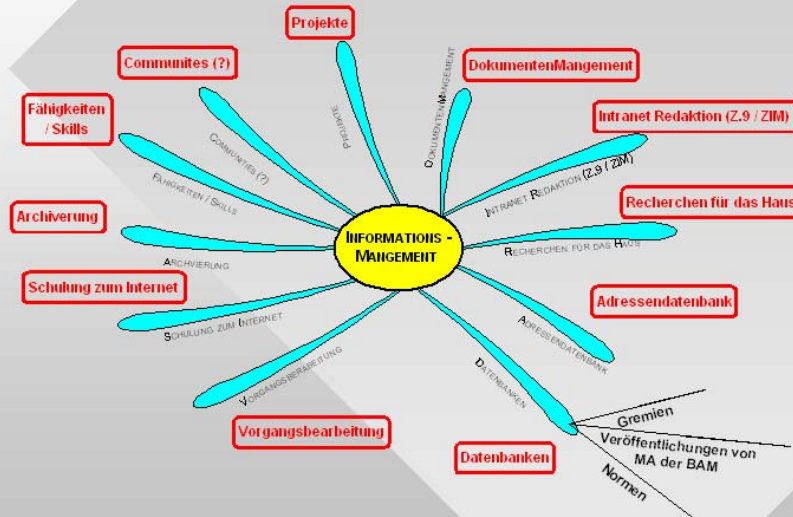 Projekte
Communites (?)
DokumentenMangement
Fähigkeiten
/ Skills
Intranet Redaktion (Z.9 / ZIM)
Archiverung
Recherchen für das Haus
Schulung zum Internet
Adressendatenbank
Vorgangsbearbeitung
Datenbanken
INFORMATIONS -
MANGEMENT
PROJEKTE
COMMUNITIES (?)
DOKUMENTENMANGEMENT
FÄHIGKEITEN / SKILLS
INTRANET REDAKTION (Z.9 / ZIM)
ARCHVIERUNG
RECHERCHEN FÜR DAS HAUS
SCHULUNG ZUM INTERNET
ADRESSENDATENBANK
VORGANGSBERABEITUNG
DATENBANKEN
Gremien
Veröffentlichungen von
MA der BAM
Normen